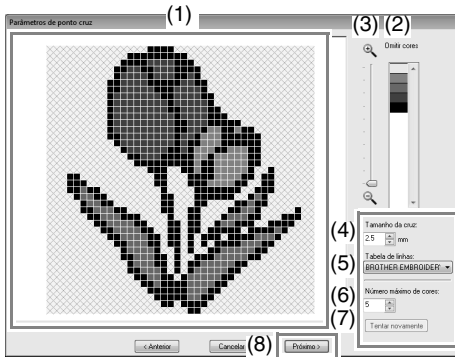 Parâmetros de ponto cruz
(1)
(3) (2)
Omitir cores
(4) Tamanho da cruz:
2.5 mm
(5) Tabela de linhas:
BROTHER EMBROIDERY
(6) Número máximo de cores:
5
(7) Tentar novamente
< Anterior
Cancelar
(8) Próximo >